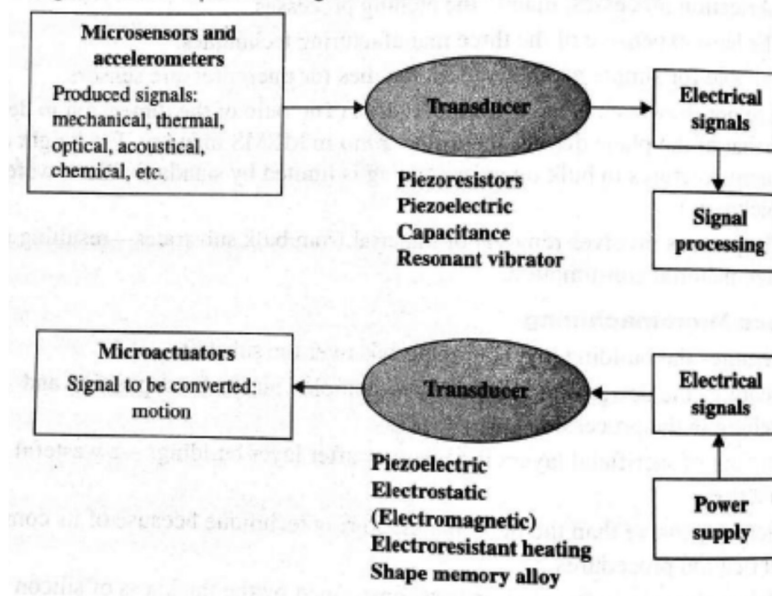 Microsensors and
accelerometers
Produced signals:
mechanical, thermal,
optical, acoustical,
chemical, etc.
Transducer
Electrical
signals
Piezoresistors
Piezoelectric
Capacitance
Resonant vibrator
Signal
processing
Microactuators
Signal to be converted:
motion
Transducer
Electrical
signals
Piezoelectric
Electrostatic
(Electromagnetic)
Electroresistant heating
Shape memory alloy
Power
supply